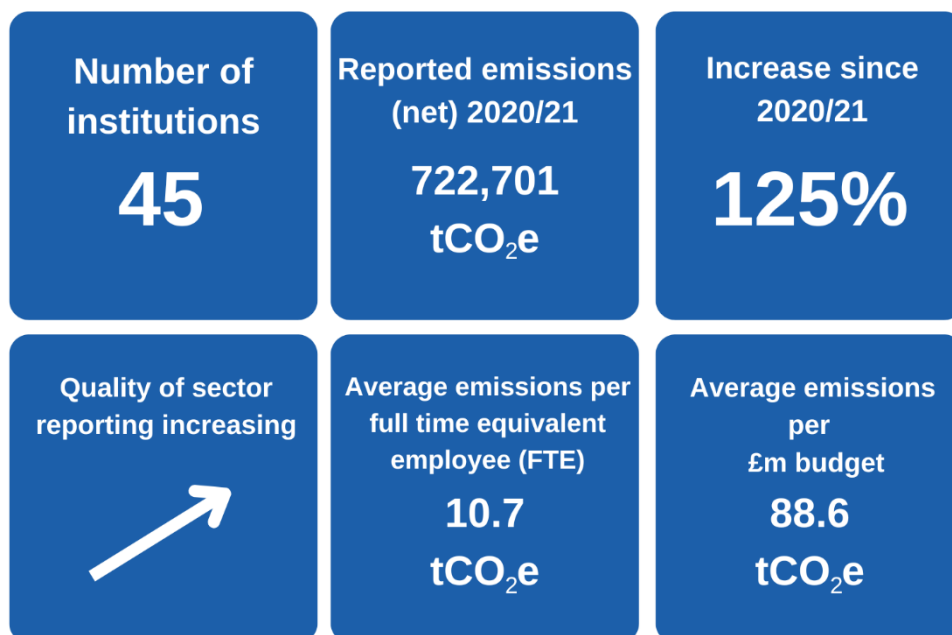 Number of
institutions
45
Reported emissions
(net) 2020/21
722,701
tCO₂e
Increase since
2020/21
125%
Quality of sector
reporting increasing
Average emissions per
full time equivalent
employee (FTE)
10.7
tCO₂e
Average emissions
per
£m budget
88.6
tCO₂e